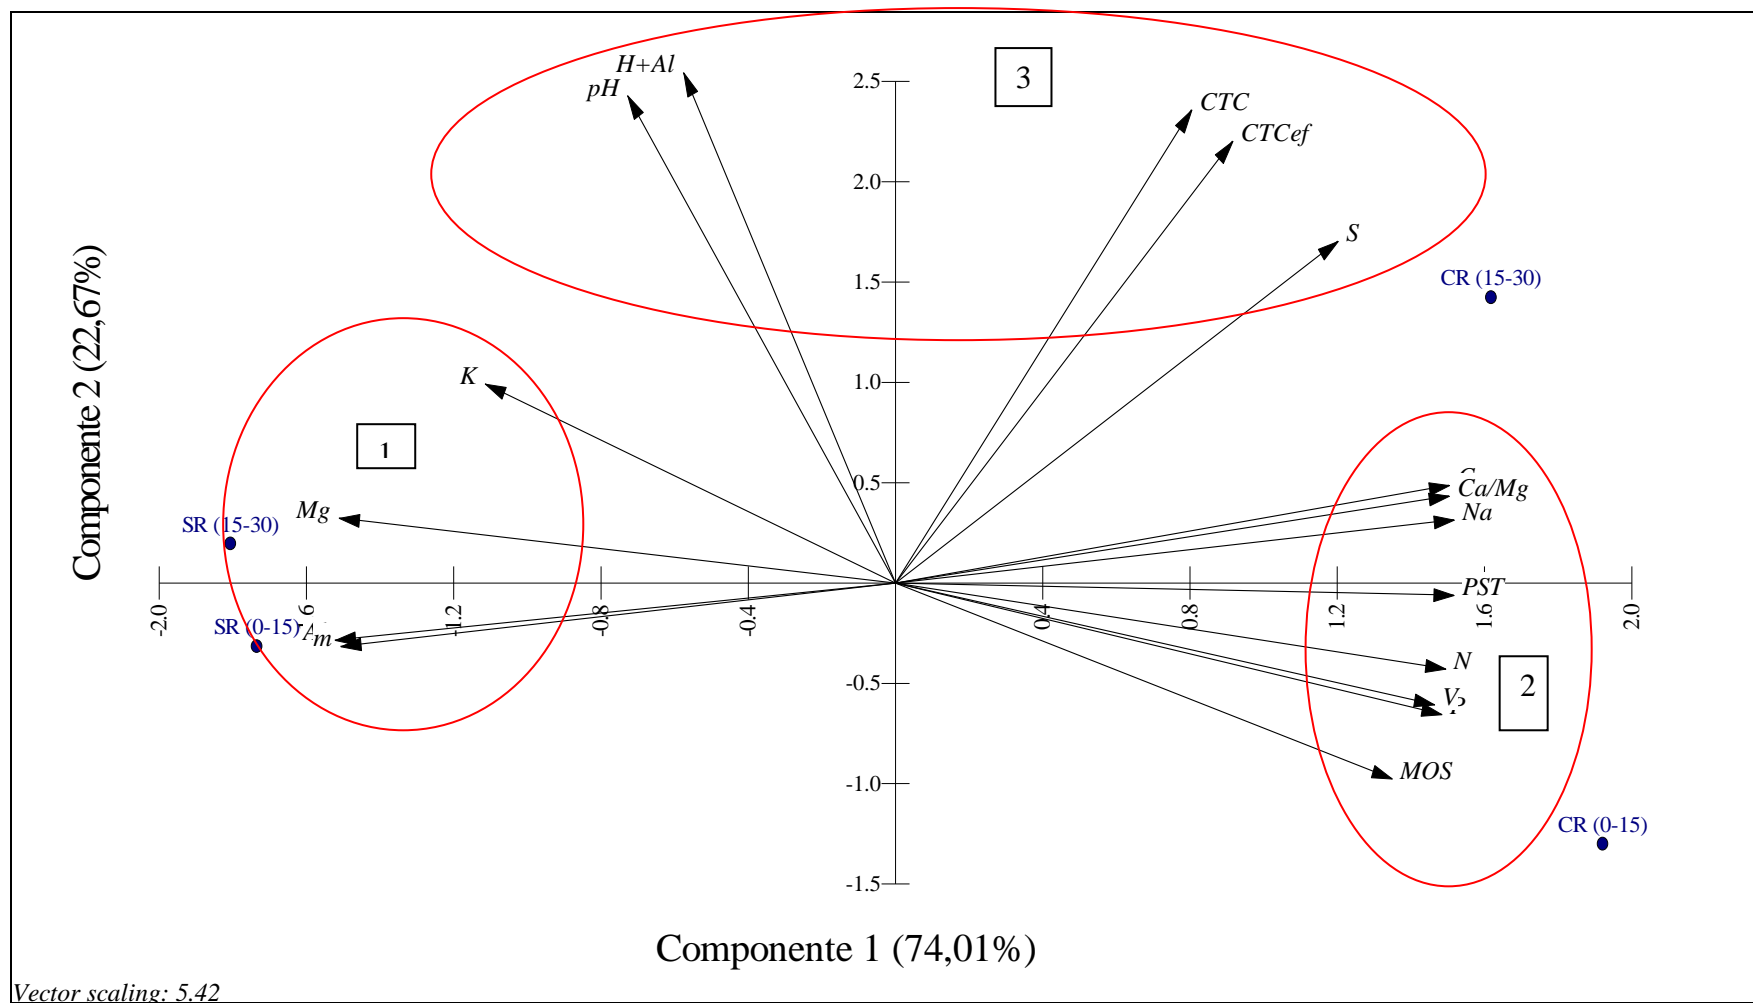 H+Al
pH
3
CTC
CTCef
S
2.5
2.0
1.5
1.0
0.5
-0.5
-1.0
-1.5
CR (15-30)
K
1
Mg
SR (15-30)
SR (0-15)
m
Ca/Mg
Na
PST
N
V
2
MOS
CR (0-15)
-2.0
-1.6
-1.2
-0.8
-0.4
0.4
0.8
1.2
1.6
2.0
Componente 2 (22,67%)
Componente 1 (74,01%)
Vector scaling: 5.42